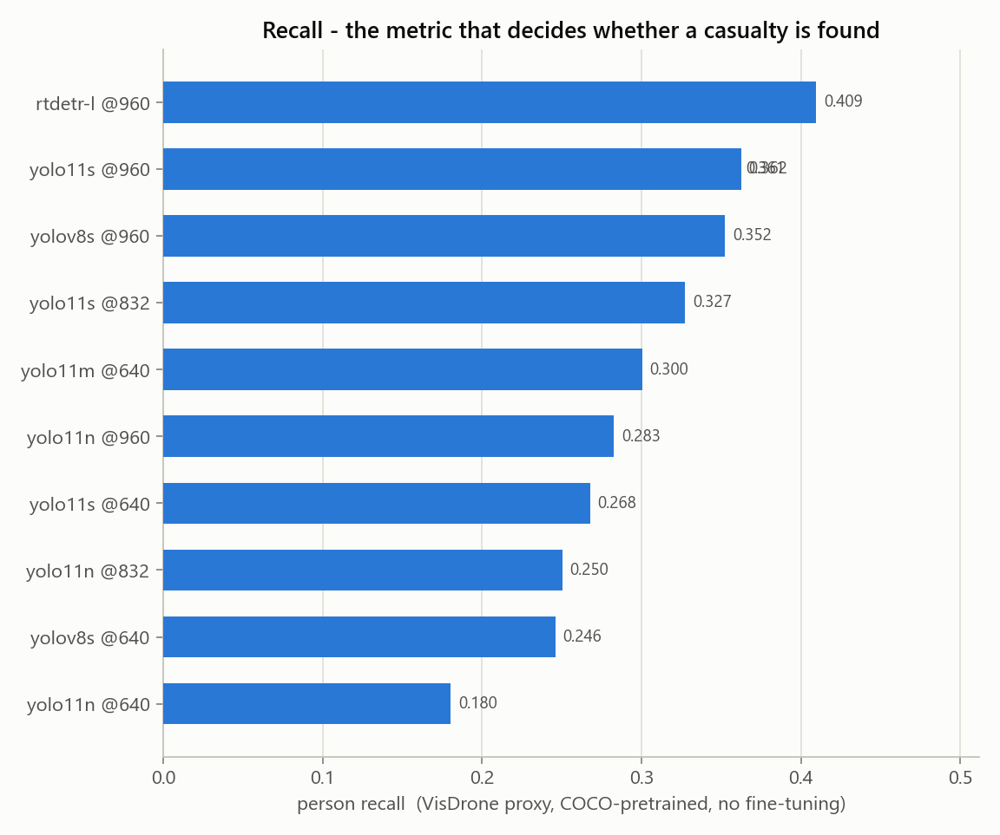 Recall - the metric that decides whether a casualty is found
rtdetr-l @960
0.409
yolo11s @960
yolov8s @960
0.352
yolo11s @832
0.327
yolo11m @640
0.300
yolo11n @960
0.283
yolo11s @640
0.268
yolo11n @832
0.250
yolov8s @640
0.246
yolo11n @640
0.180
0.0 0.1 0.2 0.3 0.4 0.5
person recall (VisDrone proxy, COCO-pretrained, no fine-tuning)